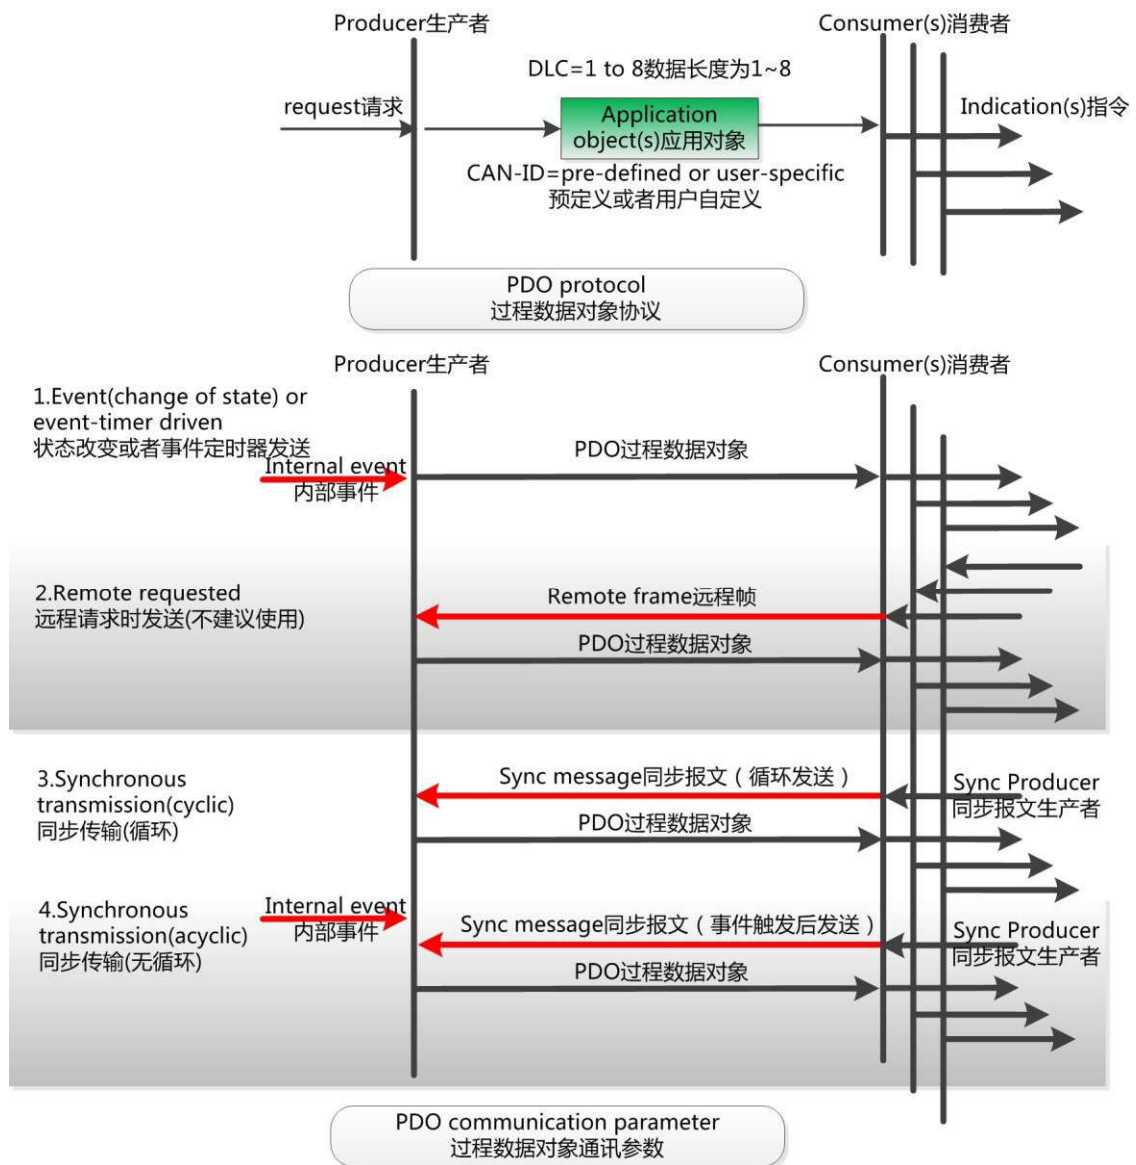 Producer生产者
Consumer(s)消费者
DLC=1 to 8数据长度为1~8
request请求
Application
object(s)应用对象
Indication(s)指令
CAN-ID=pre-defined or user-specific
预定义或者用户自定义
PDO protocol
过程数据对象协议
Producer生产者
Consumer(s)消费者
1.Event(change of state) or
event-timer driven
状态改变或者事件定时器发送
Internal event
内部事件
PDO过程数据对象
2.Remote requested
远程请求时发送(不建议使用)
Remote frame远程帧
PDO过程数据对象
3.Synchronous
transmission(cyclic)
同步传输(循环)
Sync message同步报文（循环发送）
Sync Producer
同步报文生产者
PDO过程数据对象
4.Synchronous
transmission(acyclic)
同步传输(无循环)
Internal event
内部事件
Sync message同步报文（事件触发后发送）
Sync Producer
同步报文生产者
PDO过程数据对象
PDO communication parameter
过程数据对象通讯参数